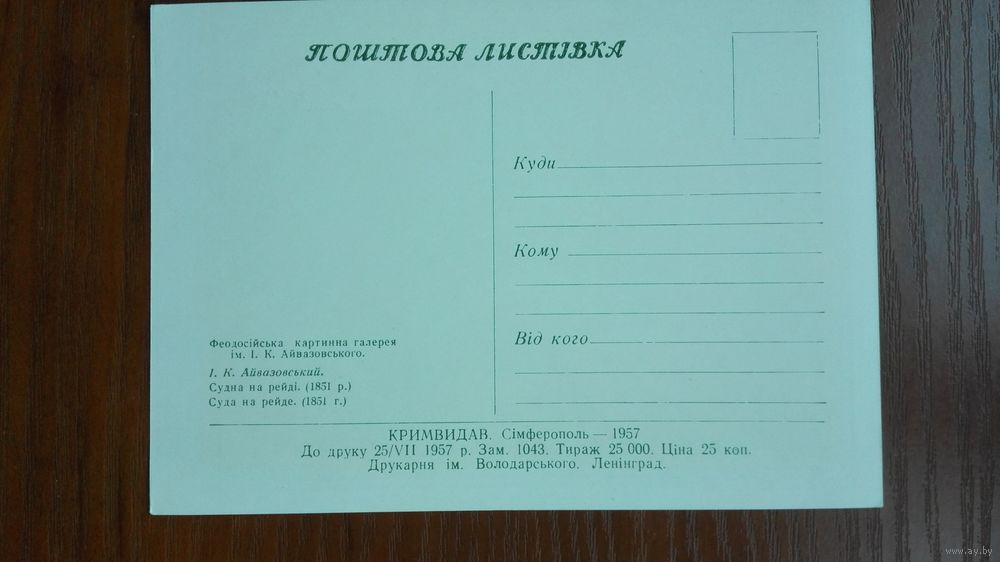 ПОШТОВА ЛИСТІВКА
Куди
Кому
Від кого
Феодосійська картинна галерея
ім. І. К. Айвазовського.
І. К. Айвазовський.
Судна на рейді. (1851 р.)
Суда на рейде. (1851 г.)
КРИМВИДАВ. Сімферополь — 1957
До друку 25/VII 1957 р. Зам. 1043. Тираж 25 000. Ціна 25 коп.
Друкарня ім. Володарського. Ленінград.
www.ay.by